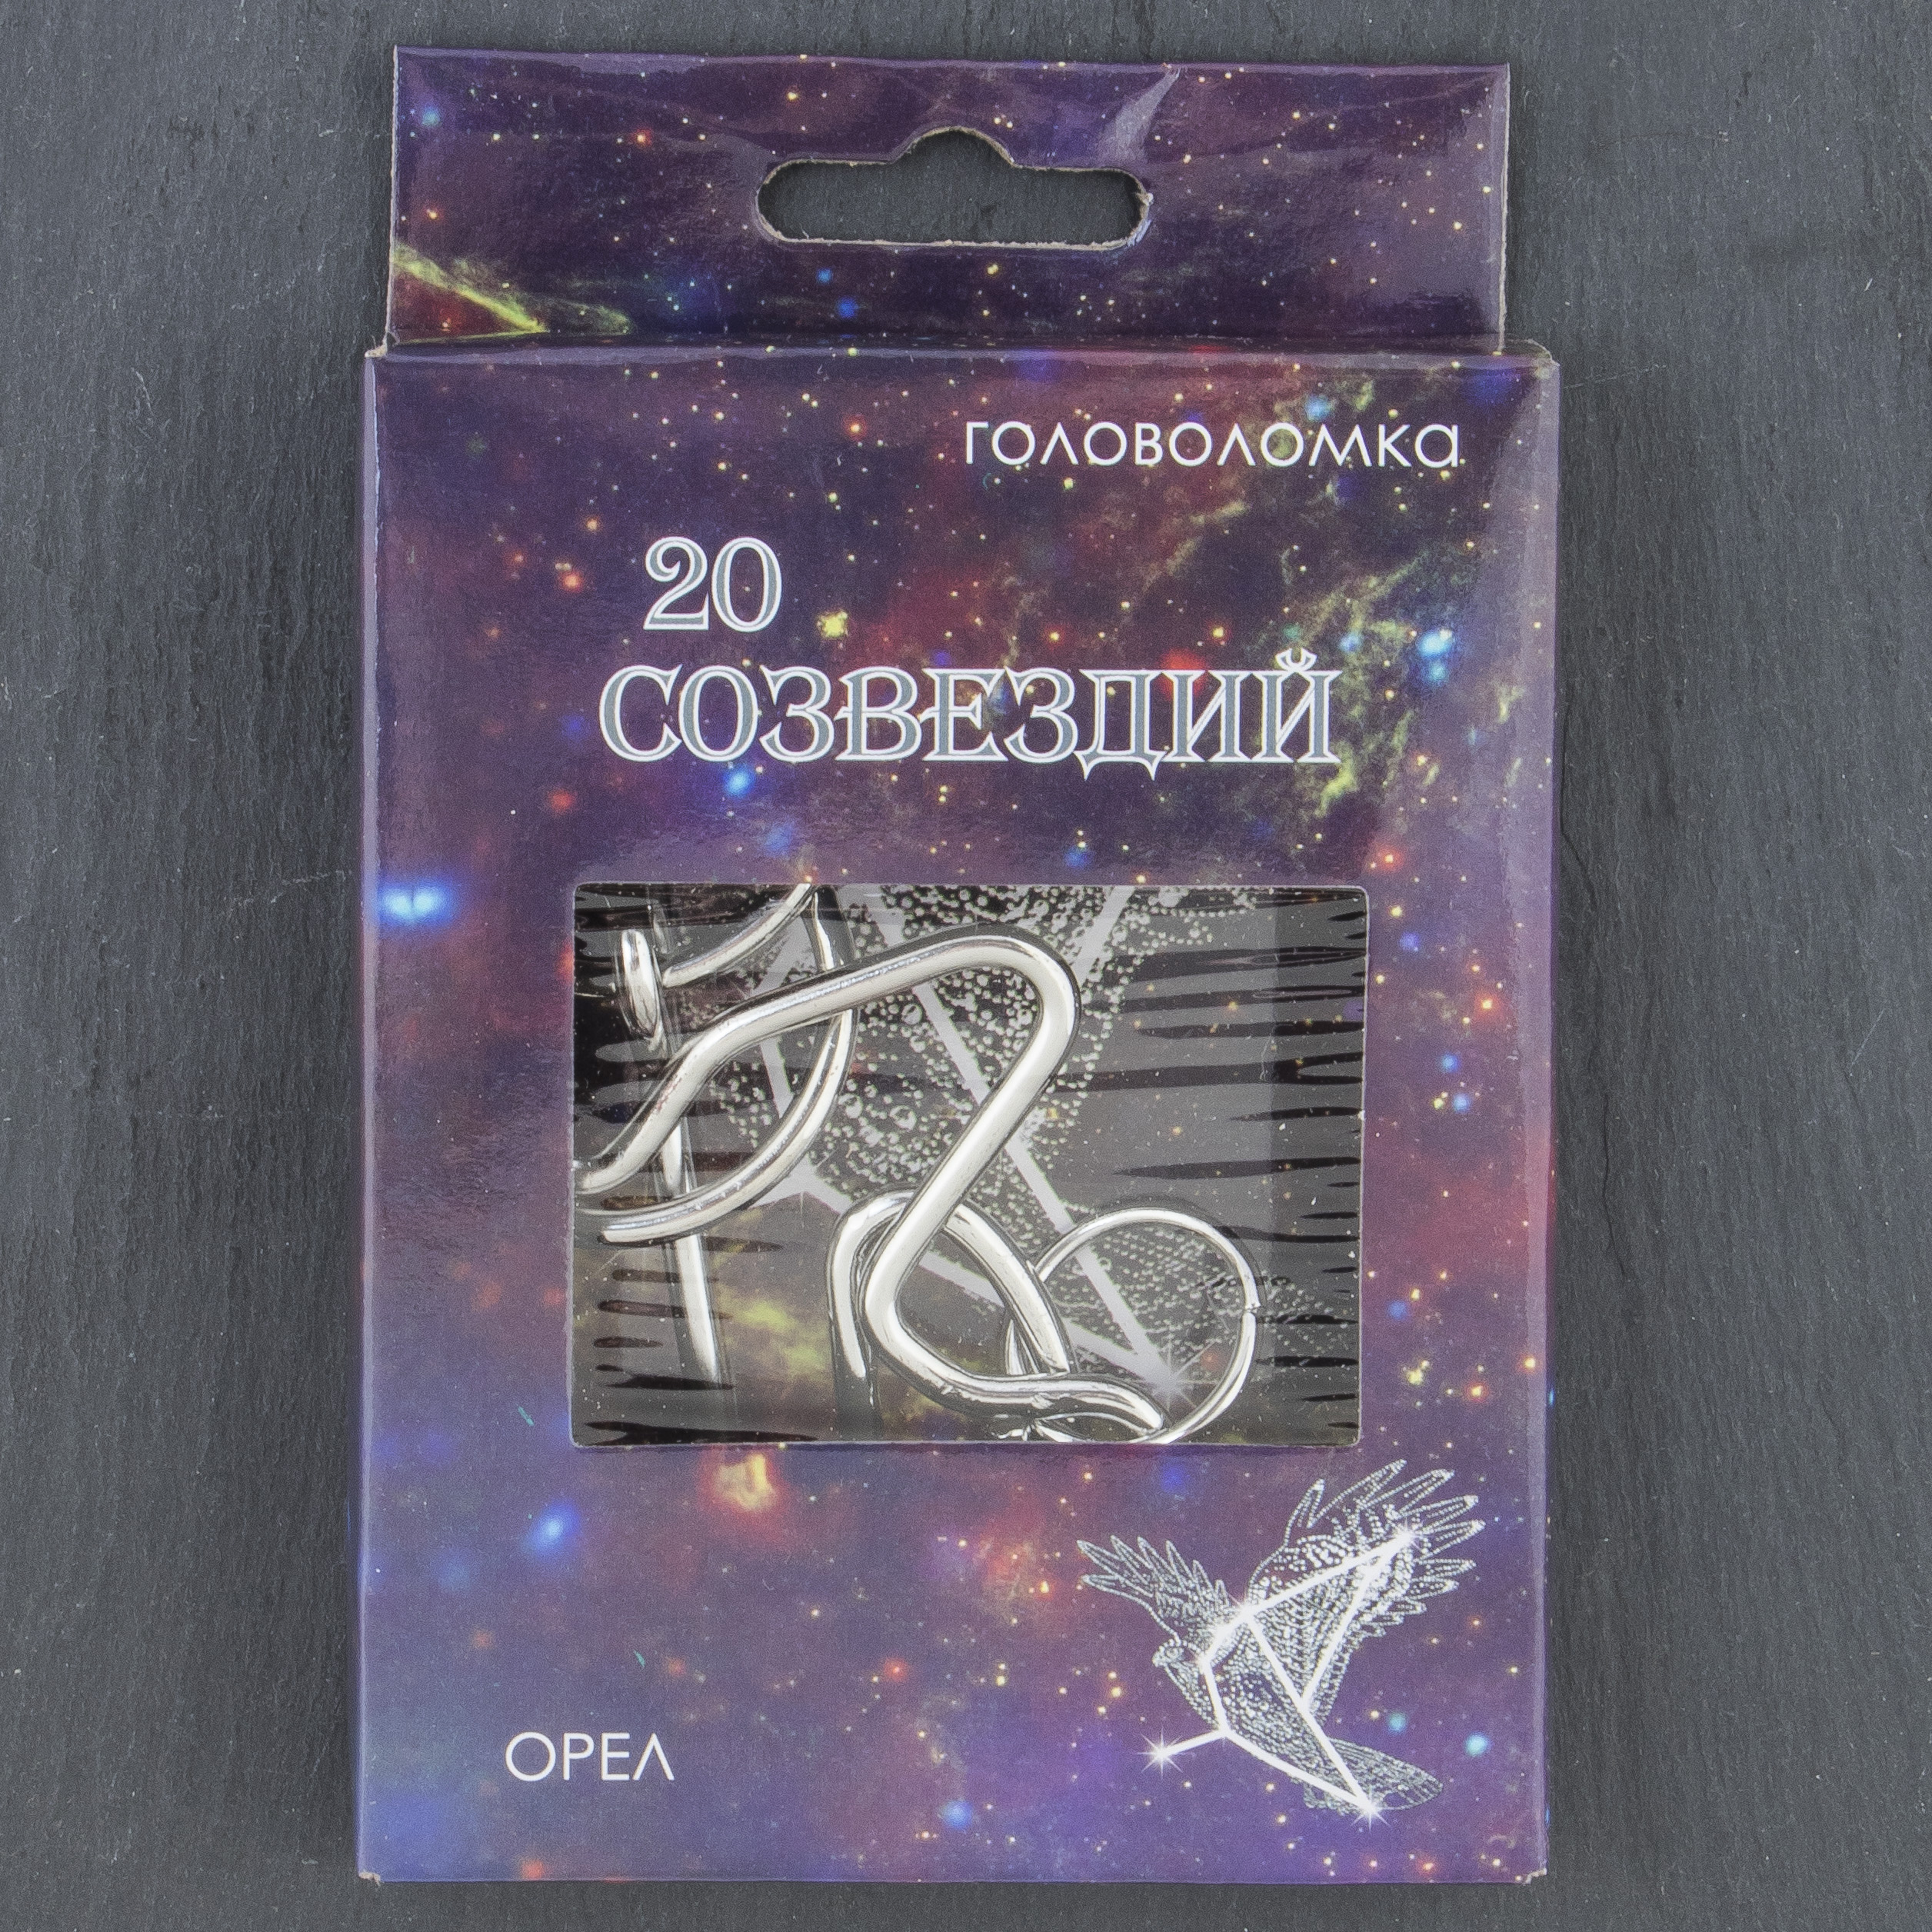 ГОЛОВОЛОМКА
20
СОЗВЕЗДИЙ
ОРЕЛ